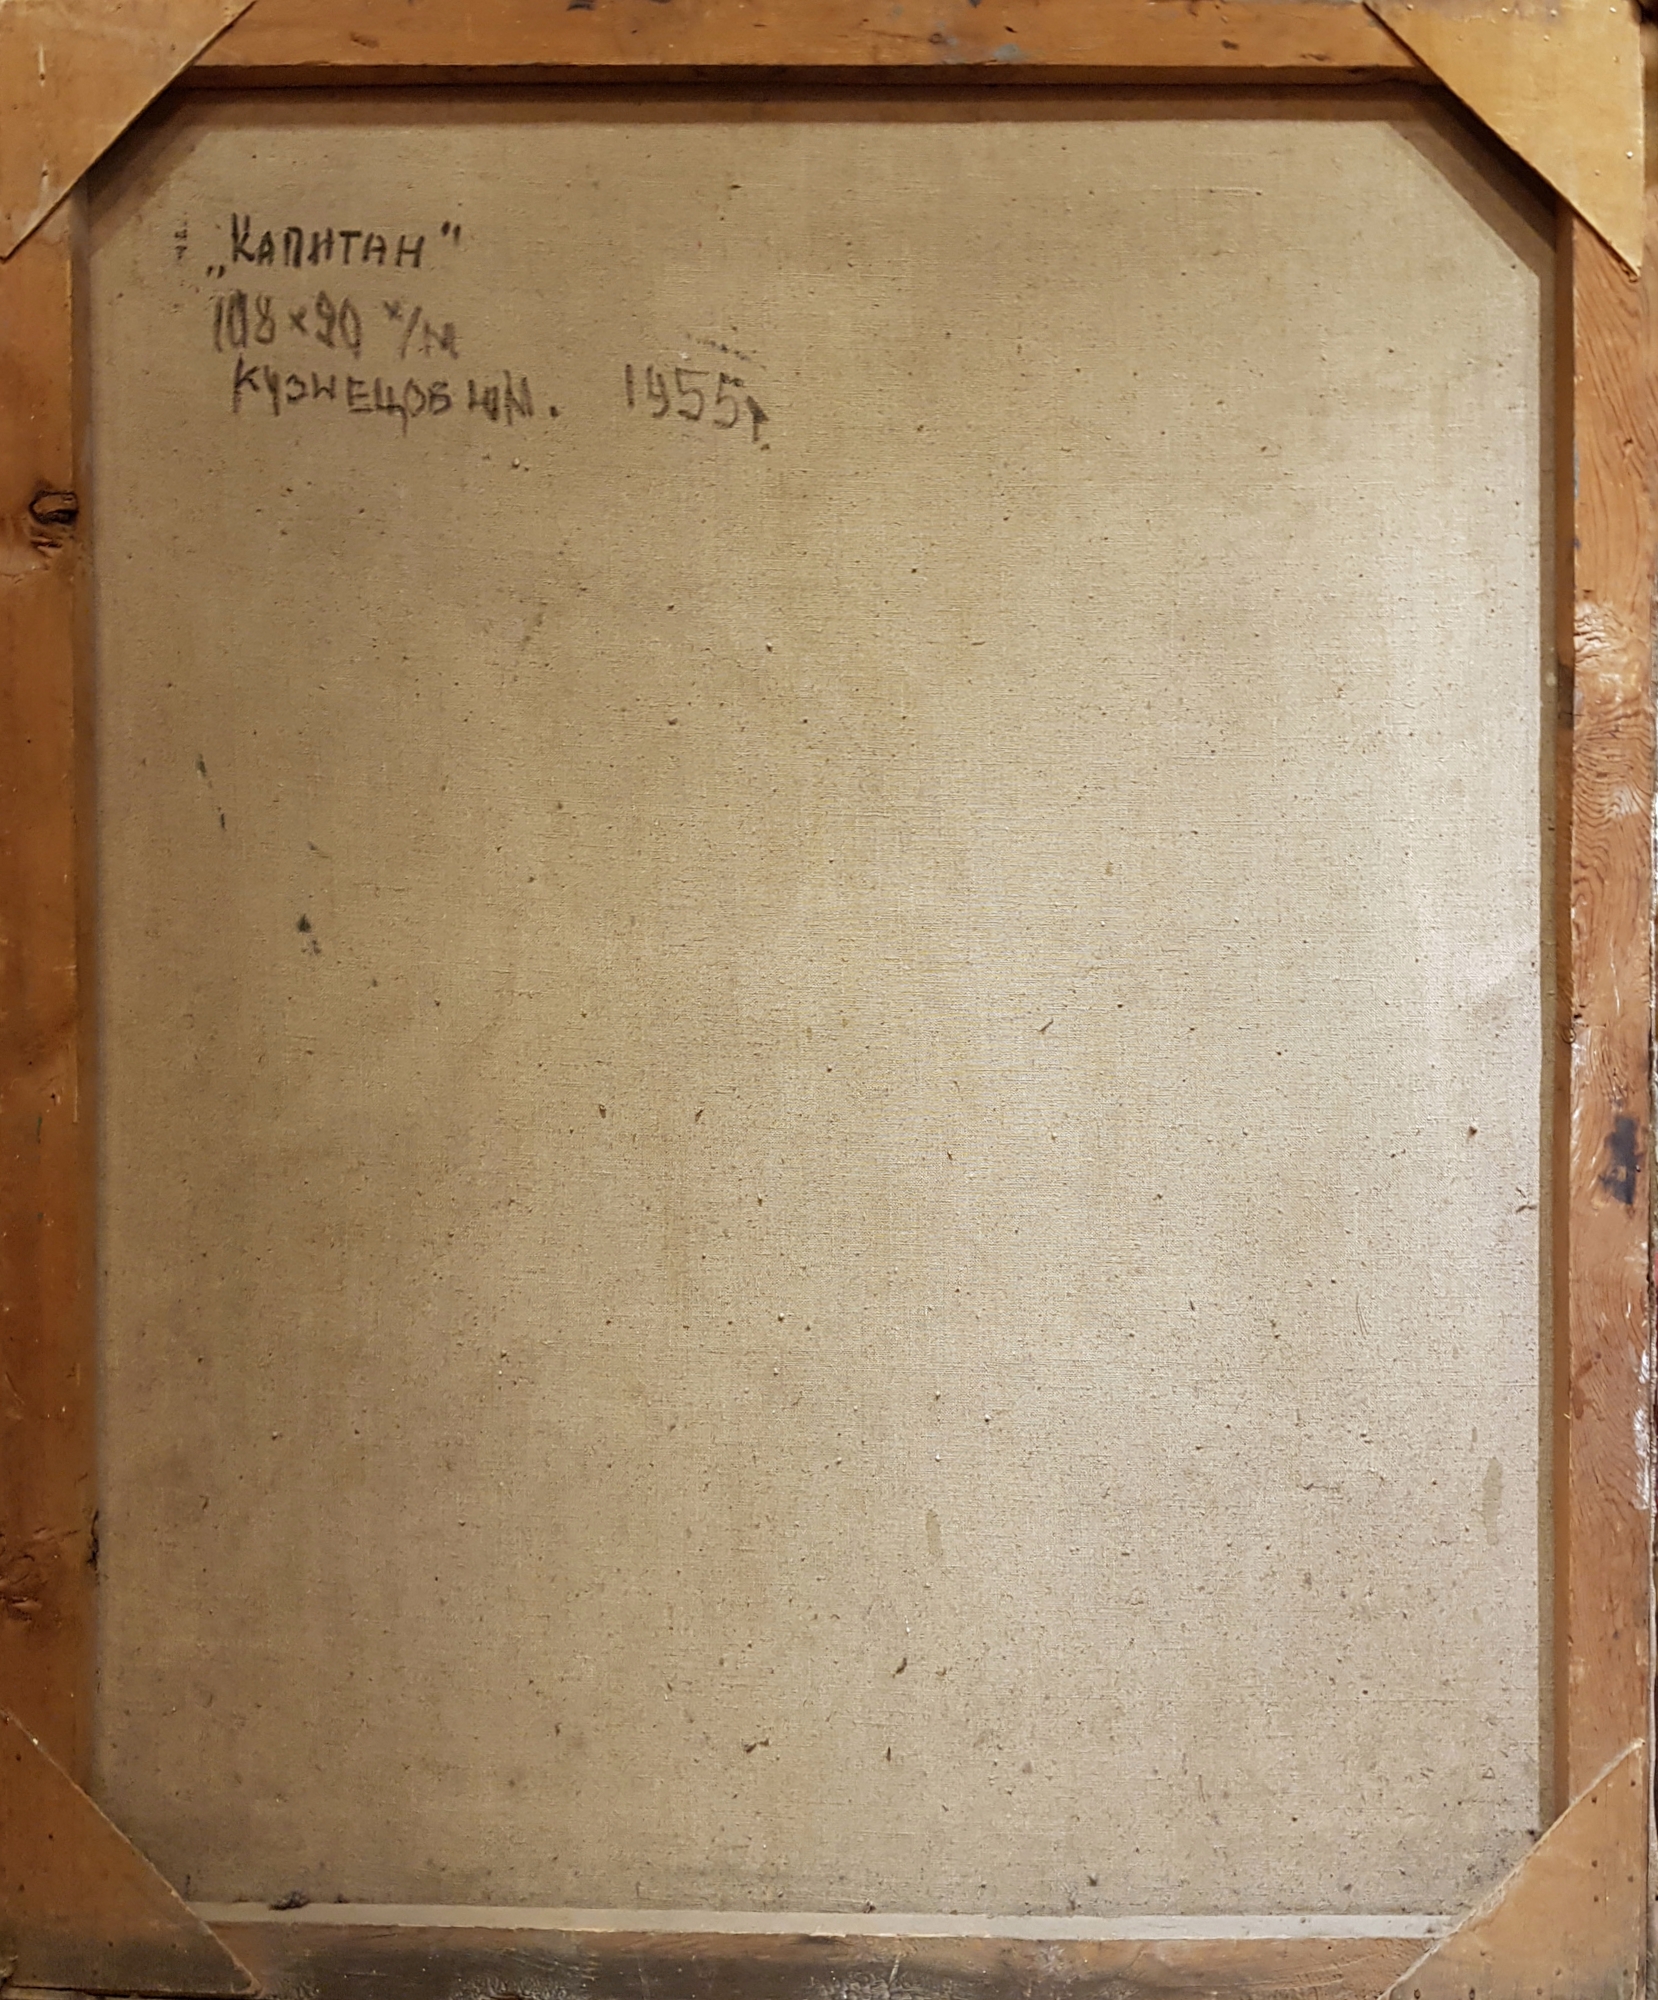 „Капитан"
108×90 х/м
Кузнецов Ю.М. 1955г.